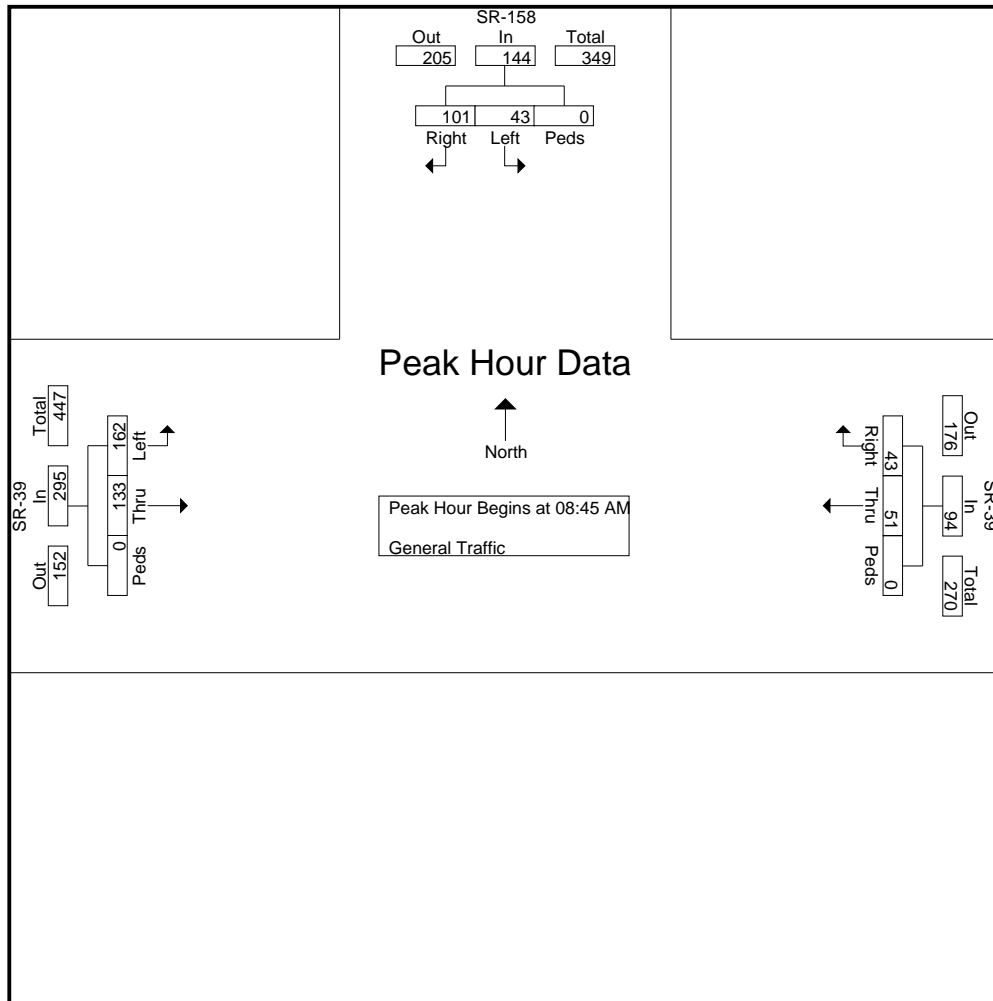 SR-158
Out In Total
205 144 349
101 43 0
Right Left Peds
Peak Hour Data
North
Peak Hour Begins at 08:45 AM
General Traffic
SR-39
Total In Out
447 295 152
162 133 0
Left Thru Peds
SR-39
Out In Total
176 94 270
43 51 0
Right Thru Peds